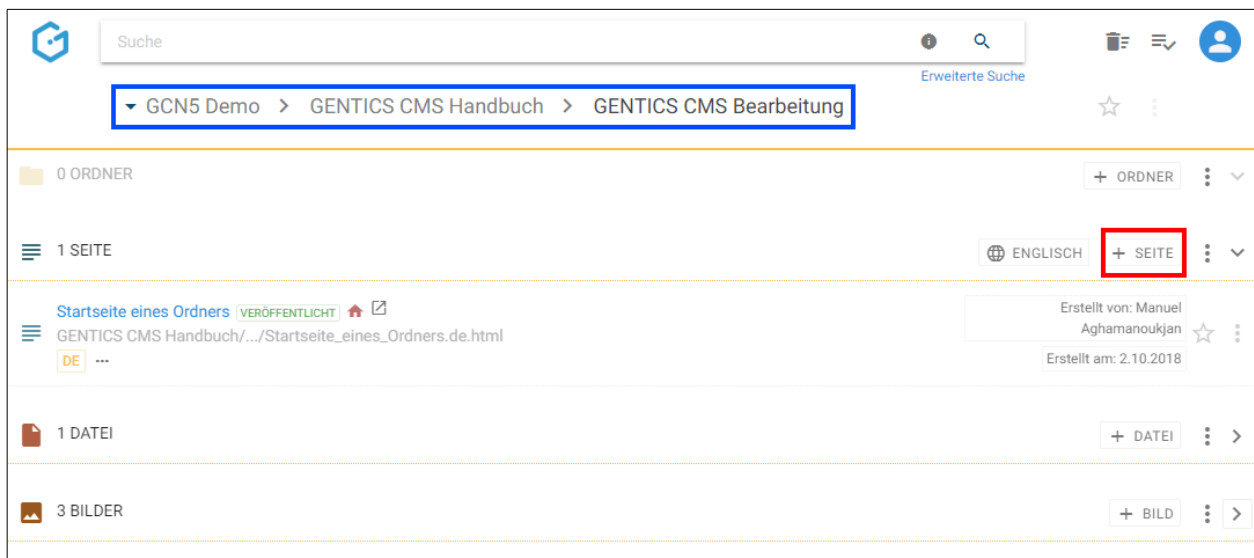 Suche
Erweiterte Suche
GCN5 Demo > GENTICS CMS Handbuch > GENTICS CMS Bearbeitung
0 ORDNER + ORDNER
1 SEITE ENGLISCH + SEITE
Startseite eines Ordners VERÖFFENTLICHT
GENTICS CMS Handbuch/.../Startseite_eines_Ordners.de.html
DE ...
Erstellt von: Manuel
Aghamanoukjan
Erstellt am: 2.10.2018
1 DATEI + DATEI
3 BILDER + BILD